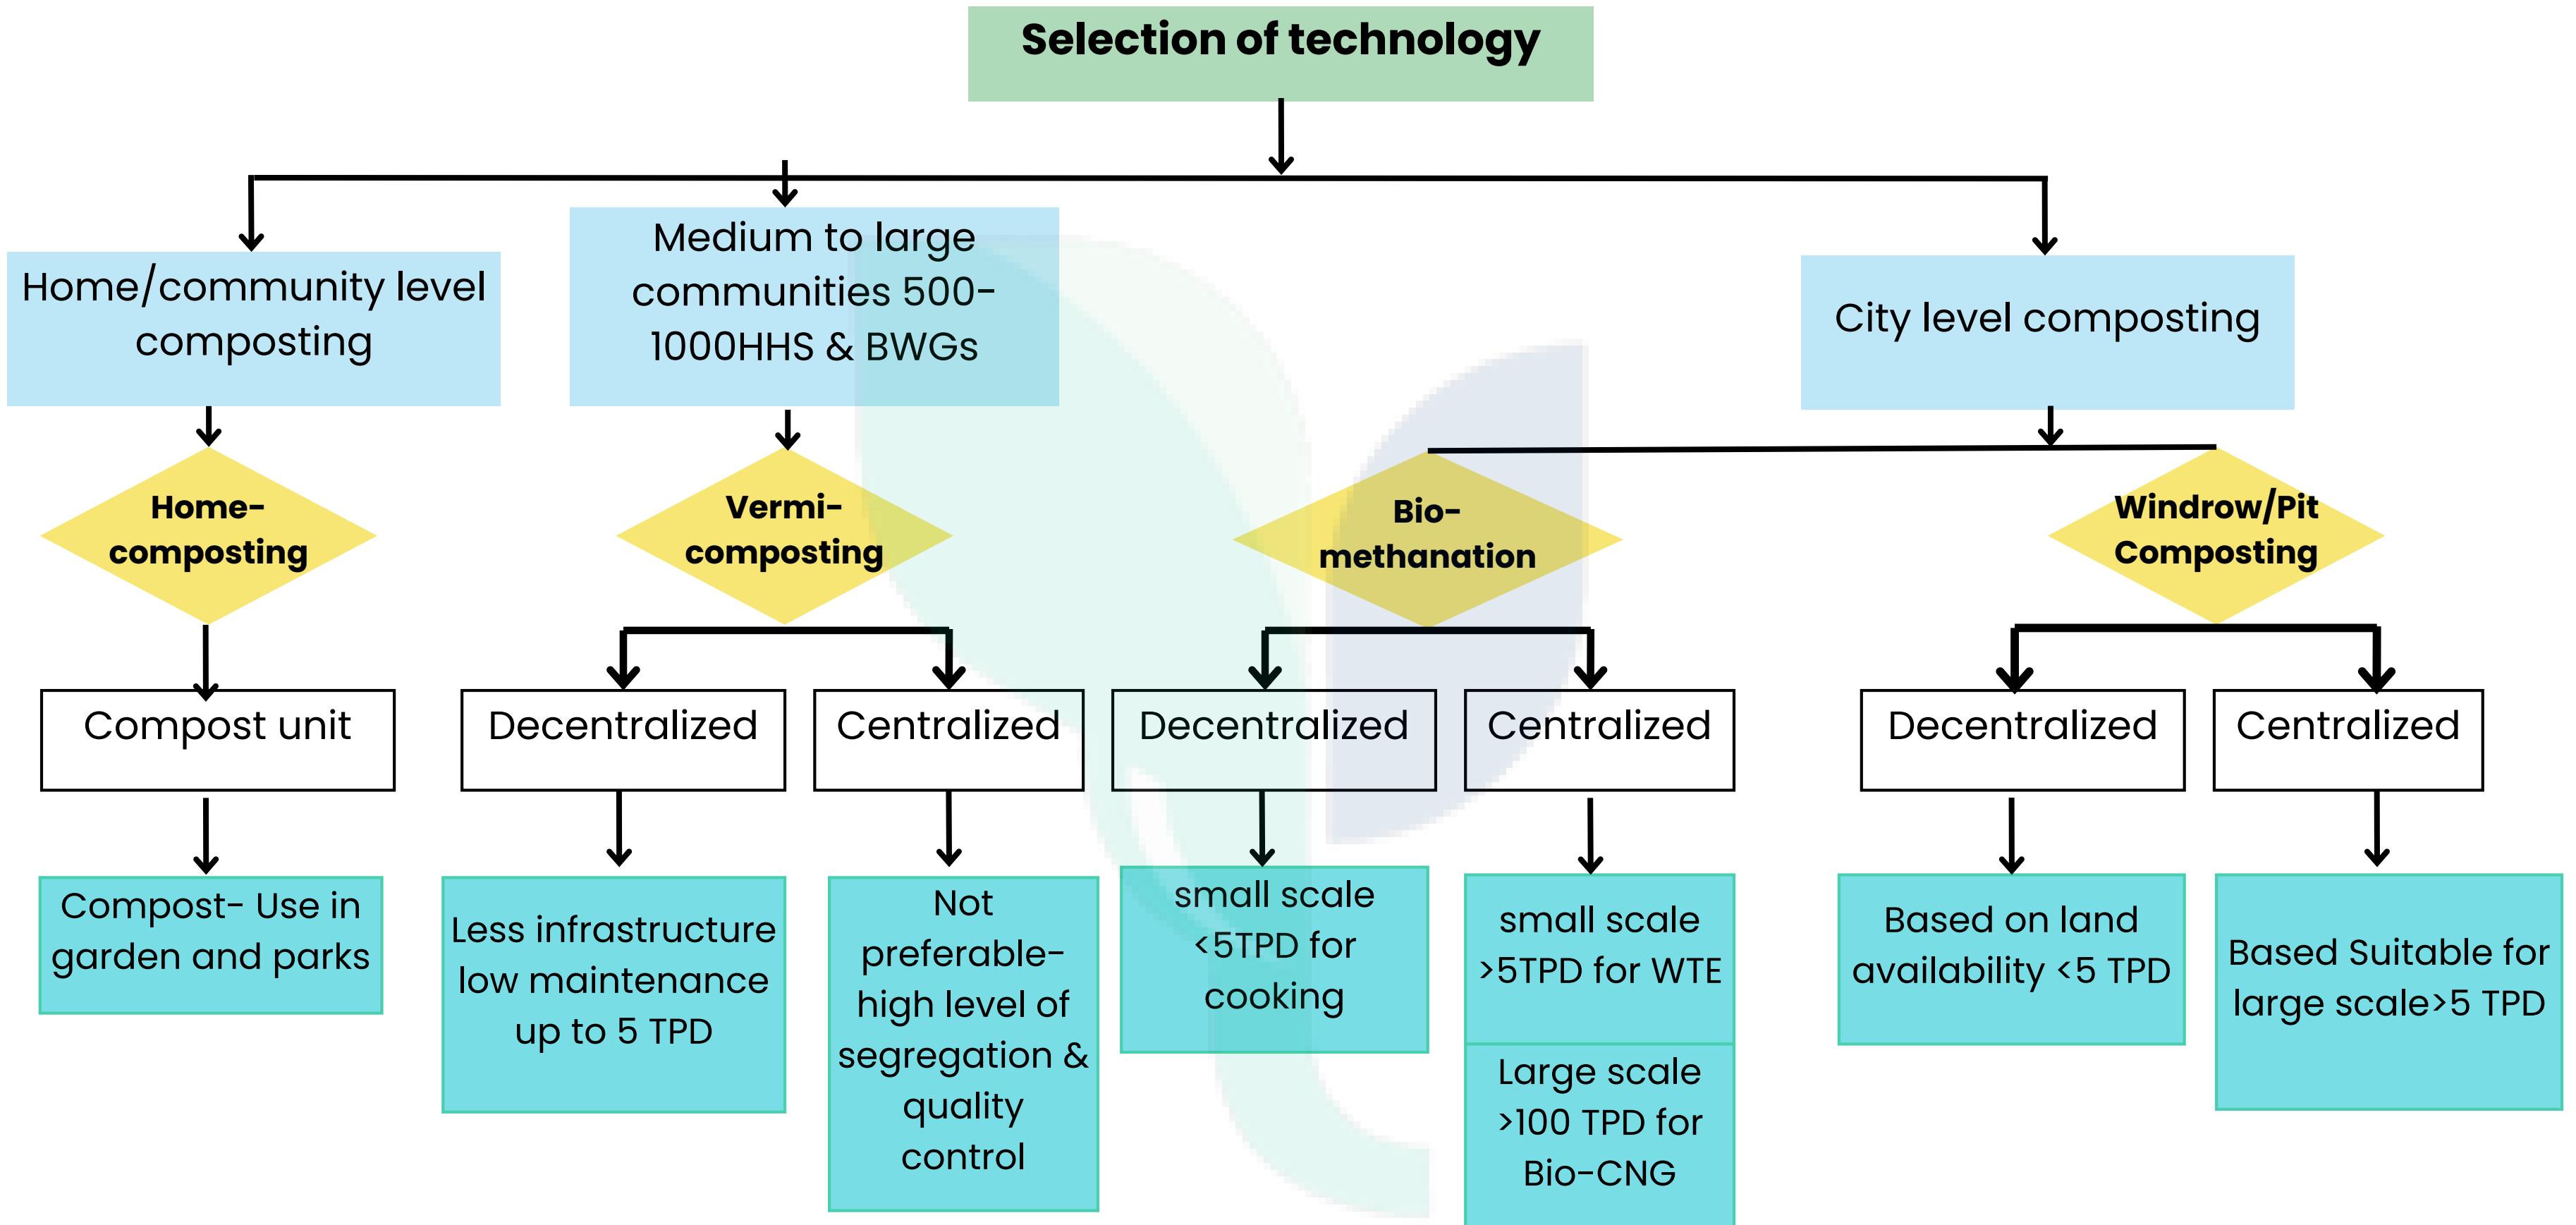 Selection of technology
Home/community level
composting
Medium to large
communities 500-
1000HHS & BWGs
City level composting
Home-
composting
Vermi-
composting
Bio-
methanation
Windrow/Pit
Composting
Compost unit
Decentralized
Centralized
Decentralized
Centralized
Decentralized
Centralized
Compost- Use in
garden and parks
Less infrastructure
low maintenance
up to 5 TPD
Not
preferable-
high level of
segregation &
quality
control
small scale
<5TPD for
cooking
small scale
>5TPD for WTE
Large scale
>100 TPD for
Bio-CNG
Based on land
availability <5 TPD
Based Suitable for
large scale>5 TPD